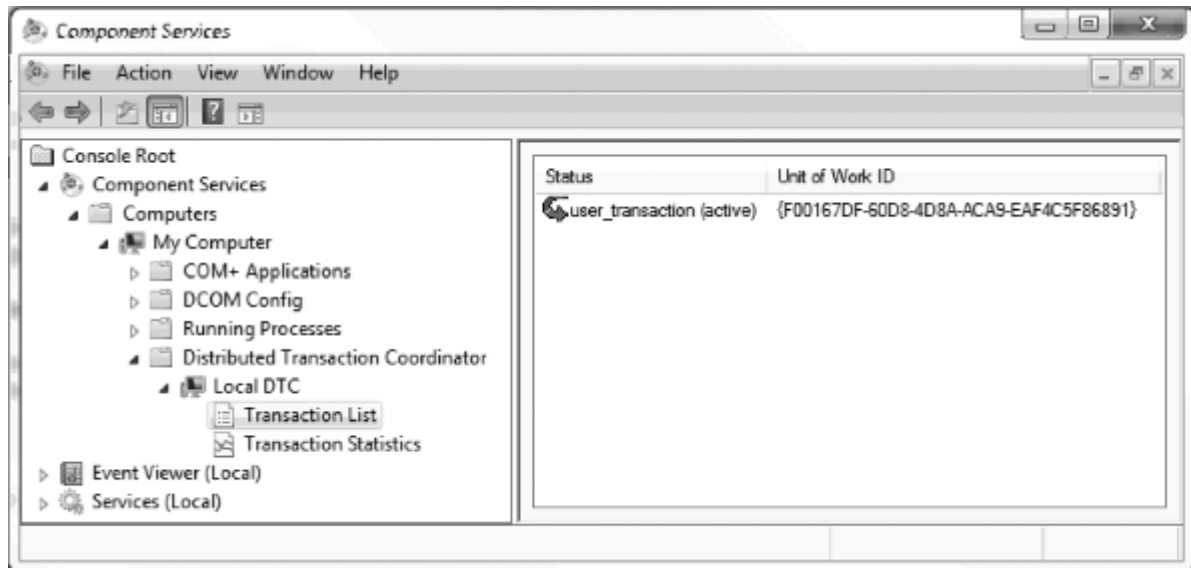 Component Services
File Action View Window Help
Console Root
Component Services
Computers
My Computer
COM+ Applications
DCOM Config
Running Processes
Distributed Transaction Coordinator
Local DTC
Transaction List
Transaction Statistics
Event Viewer (Local)
Services (Local)
Status Unit of Work ID
user_transaction (active) {F00167DF-60D8-4D8A-ACA9-EAF4C5F86891}